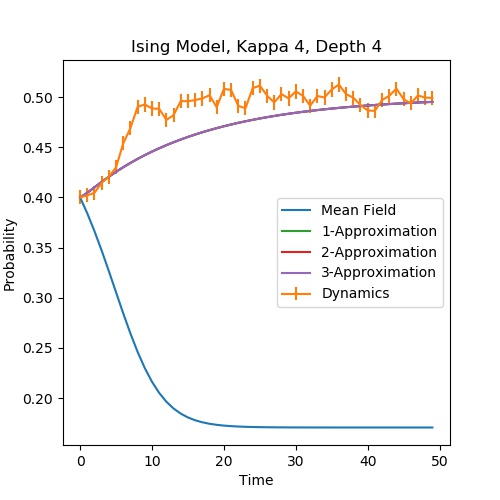 Ising Model, Kappa 4, Depth 4
0.50
0.45
0.40
0.35
0.30
0.25
0.20
Probability
Mean Field
1-Approximation
2-Approximation
3-Approximation
Dynamics
0 10 20 30 40 50
Time